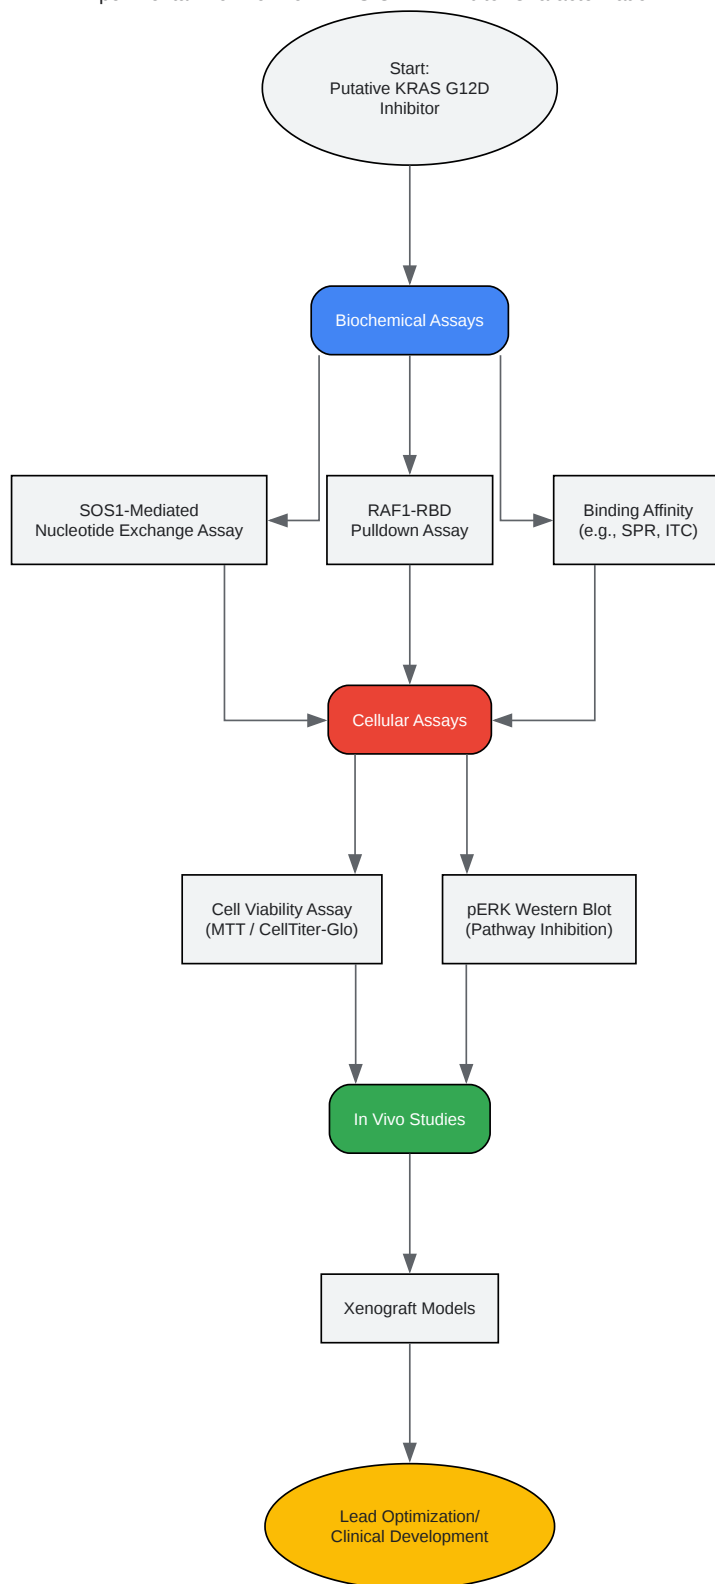 Start:
Putative KRAS G12D
Inhibitor
Biochemical Assays
SOS1-Mediated
Nucleotide Exchange Assay
RAF1-RBD
Pulldown Assay
Binding Affinity
(e.g., SPR, ITC)
Cellular Assays
Cell Viability Assay
(MTT / CellTiter-Glo)
pERK Western Blot
(Pathway Inhibition)
In Vivo Studies
Xenograft Models
Lead Optimization/
Clinical Development